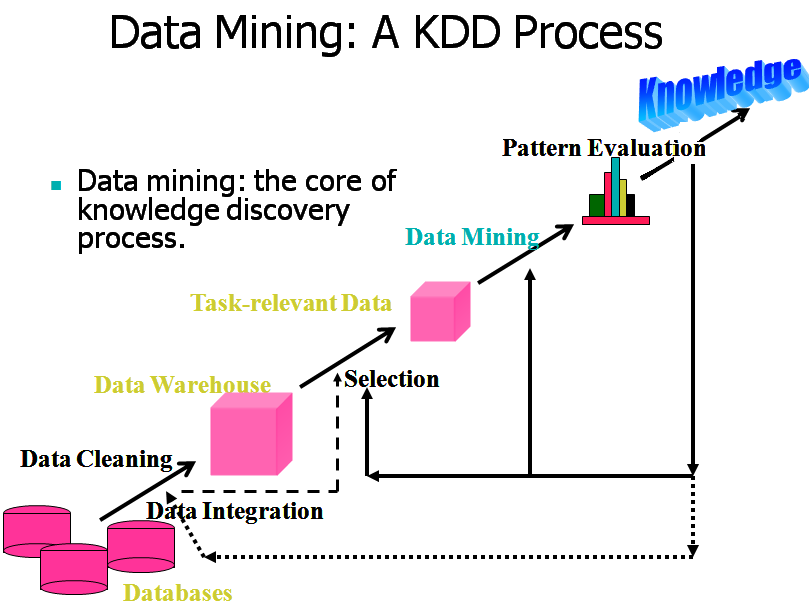 Data Mining: A KDD Process
Knowledge
Pattern Evaluation
Data mining: the core of
knowledge discovery
process.
Data Mining
Task-relevant Data
Selection
Data Warehouse
Data Cleaning
Data Integration
Databases